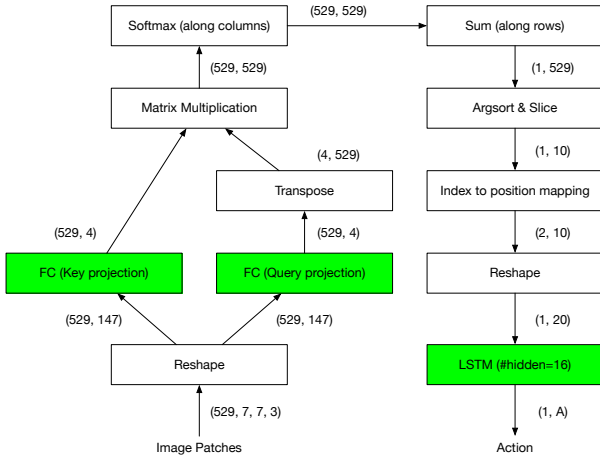 (529, 529)
Softmax (along columns)
Sum (along rows)
(529, 529)
(1, 529)
Matrix Multiplication
Argsort & Slice
(4, 529)
(1, 10)
Transpose
Index to position mapping
(529, 4)
(529, 4)
(2, 10)
FC (Key projection)
FC (Query projection)
Reshape
(529, 147)
(529, 147)
(1, 20)
Reshape
LSTM (#hidden=16)
(529, 7, 7, 3)
(1, A)
Image Patches
Action